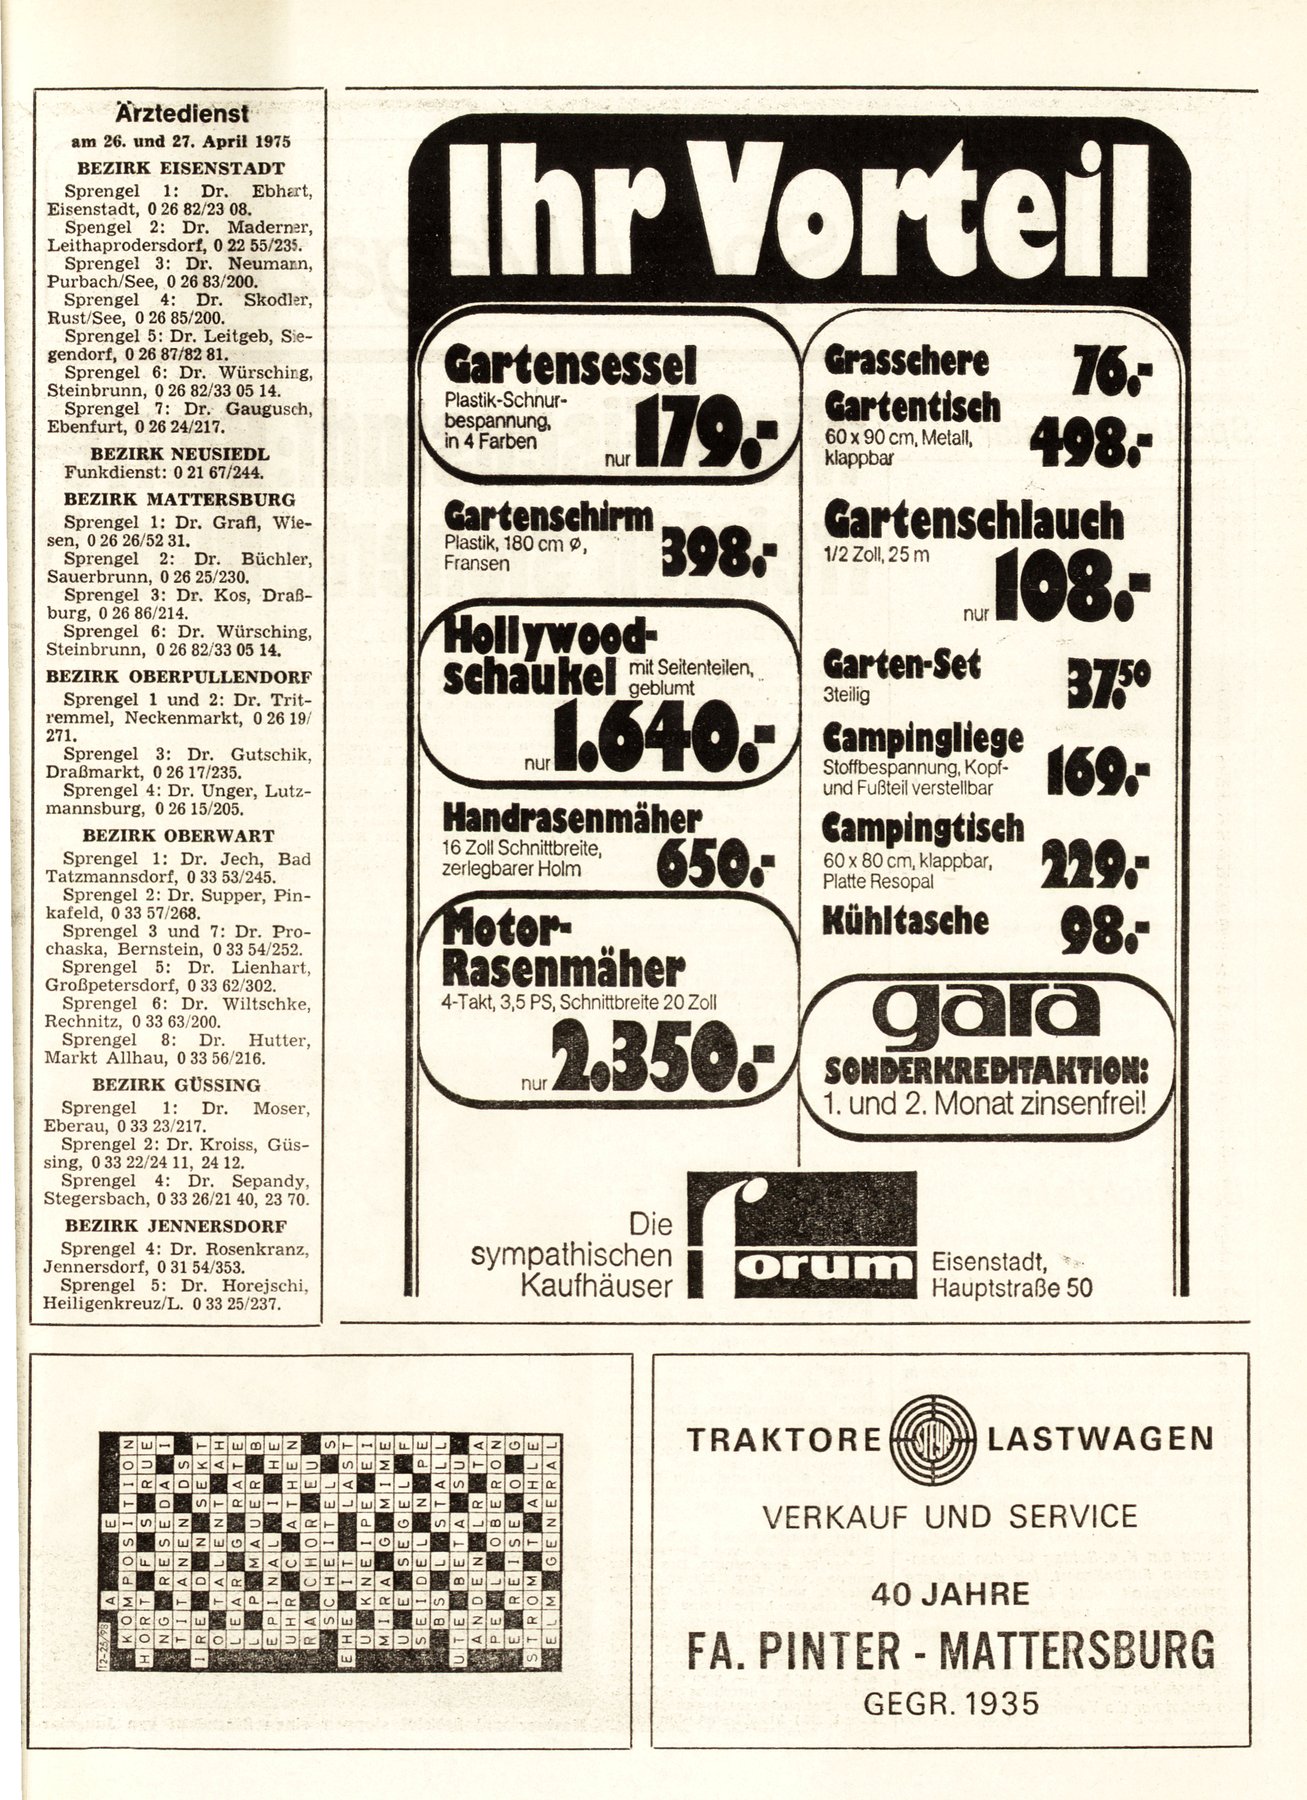 Ärztedienst
am 26. und 27. April 1975
BEZIRK EISENSTADT
Sprengel 1: Dr. Ebhart,
Eisenstadt, 0 26 82/23 08.
Spengel 2: Dr. Maderner,
Leithaprodersdorf, 0 22 55/235.
Sprengel 3: Dr. Neumann,
Purbach/See, 0 26 83/200.
Sprengel 4: Dr. Skodler,
Rust/See, 0 26 85/200.
Sprengel 5: Dr. Leitgeb, Sie-
gendorf, 0 26 87/82 81.
Sprengel 6: Dr. Würsching,
Steinbrunn, 0 26 82/33 05 14.
Sprengel 7: Dr. Gaugusch,
Ebenfurt, 0 26 24/217.
BEZIRK NEUSIEDL
Funkdienst: 0 21 67/244.
BEZIRK MATTERSBURG
Sprengel 1: Dr. Grafl, Wie-
sen, 0 26 26/52 31.
Sprengel 2: Dr. Büchler,
Sauerbrunn, 0 26 25/230.
Sprengel 3: Dr. Kos, Draß-
burg, 0 26 86/214.
Sprengel 6: Dr. Würsching,
Steinbrunn, 0 26 82/33 05 14.
BEZIRK OBERPULLENDORF
Sprengel 1 und 2: Dr. Trit-
remmel, Neckenmarkt, 0 26 19/
271.
Sprengel 3: Dr. Gutschik,
Draßmarkt, 0 26 17/235.
Sprengel 4: Dr. Unger, Lutz-
mannsburg, 0 26 15/205.
BEZIRK OBERWART
Sprengel 1: Dr. Jech, Bad
Tatzmannsdorf, 0 33 53/245.
Sprengel 2: Dr. Supper, Pin-
kafeld, 0 33 57/268.
Sprengel 3 und 7: Dr. Pro-
chaska, Bernstein, 0 33 54/252.
Sprengel 5: Dr. Lienhart,
Großpetersdorf, 0 33 62/302.
Sprengel 6: Dr. Wiltschke,
Rechnitz, 0 33 63/200.
Sprengel 8: Dr. Hutter,
Markt Allhau, 0 33 56/216.
BEZIRK GÜSSING
Sprengel 1: Dr. Moser,
Eberau, 0 33 23/217.
Sprengel 2: Dr. Kroiss, Güs-
sing, 0 33 22/24 11, 24 12.
Sprengel 4: Dr. Sepandy,
Stegersbach, 0 33 26/21 40, 23 70.
BEZIRK JENNERSDORF
Sprengel 4: Dr. Rosenkranz,
Jennersdorf, 0 31 54/353.
Sprengel 5: Dr. Horejschi,
Heiligenkreuz/L. 0 33 25/237.
Ihr Vorteil
Gartensessel
Plastik-Schnur-
bespannung,
in 4 Farben
nur 179.-
Gartenschirm
Plastik, 180 cm ø,
Fransen
398.-
Hollywood-
schaukel mit Seitenteilen,
geblumt
nur 1.640.-
Handrasenmäher
16 Zoll Schnittbreite,
zerlegbarer Holm
650.-
Motor-
Rasenmäher
4-Takt, 3,5 PS, Schnittbreite 20 Zoll
nur 2.350.-
Grasschere 76.-
Gartentisch
60 x 90 cm, Metall,
klappbar
498.-
Gartenschlauch
1/2 Zoll, 25 m
nur 108.-
Garten-Set
3teilig
37.50
Campingliege
Stoffbespannung, Kopf-
und Fußteil verstellbar
169.-
Campingtisch
60 x 80 cm, klappbar,
Platte Resopal
229.-
Kühltasche 98.-
gara
SONDERKREDITAKTION:
1. und 2. Monat zinsenfrei!
Die
sympathischen
Kaufhäuser
forum
Eisenstadt,
Hauptstraße 50
TRAKTORE STEYR LASTWAGEN
VERKAUF UND SERVICE
40 JAHRE
FA. PINTER - MATTERSBURG
GEGR. 1935